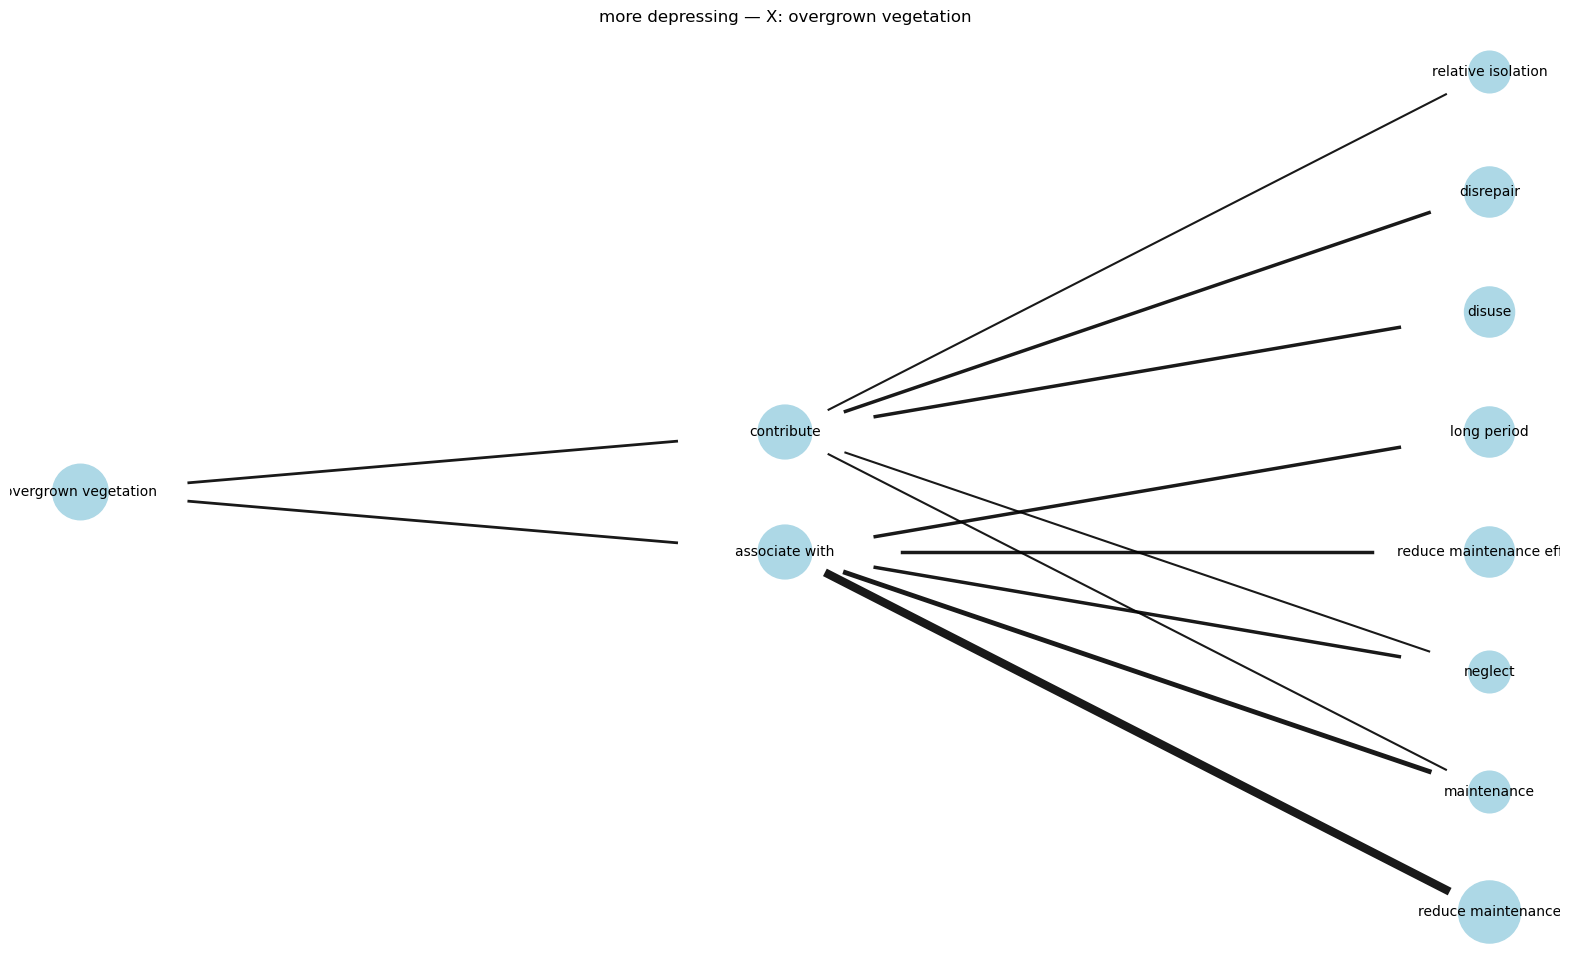 more depressing — X: overgrown vegetation
relative isolation
disrepair
disuse
contribute
long period
overgrown vegetation
associate with
reduce maintenance eff
neglect
maintenance
reduce maintenance